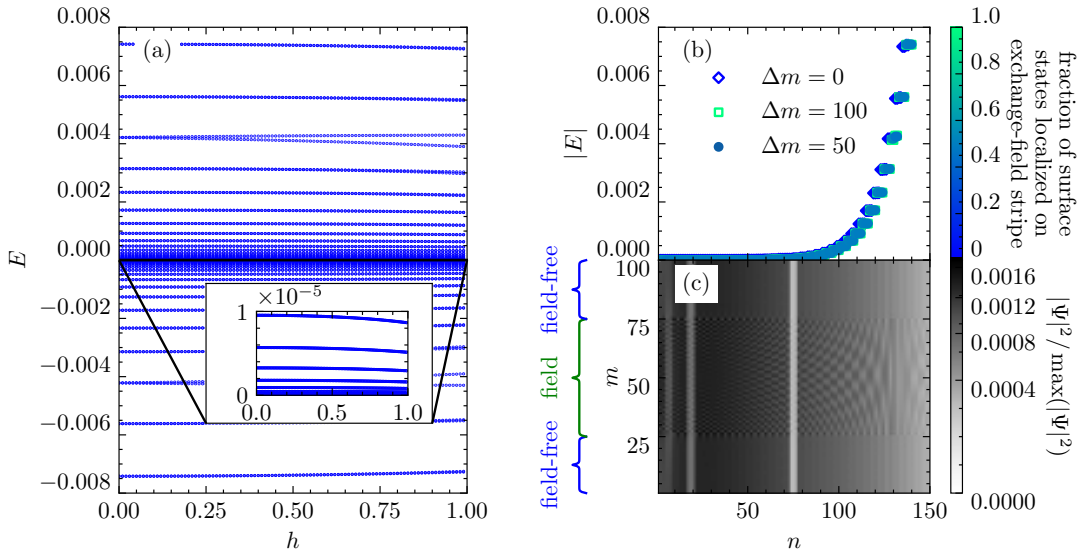 (a)
0.008
0.006
0.004
0.002
0.000
−0.002
−0.004
−0.006
−0.008
E
0.00
0.25
0.50
0.75
1.00
h
×10⁻⁵
1
0
0.0
0.5
1.0
(b)
0.008
0.006
0.004
0.002
0.000
|E|
Δm = 0
Δm = 100
Δm = 50
1.0
0.8
0.6
0.4
0.2
0
fraction of surface
states localized on
exchange-field stripe
(c)
100
75
50
25
m
field-free
field
field-free
50
100
150
n
0.0016
0.0012
0.0008
0.0004
0.0000
|Ψ|²/max(|Ψ|²)